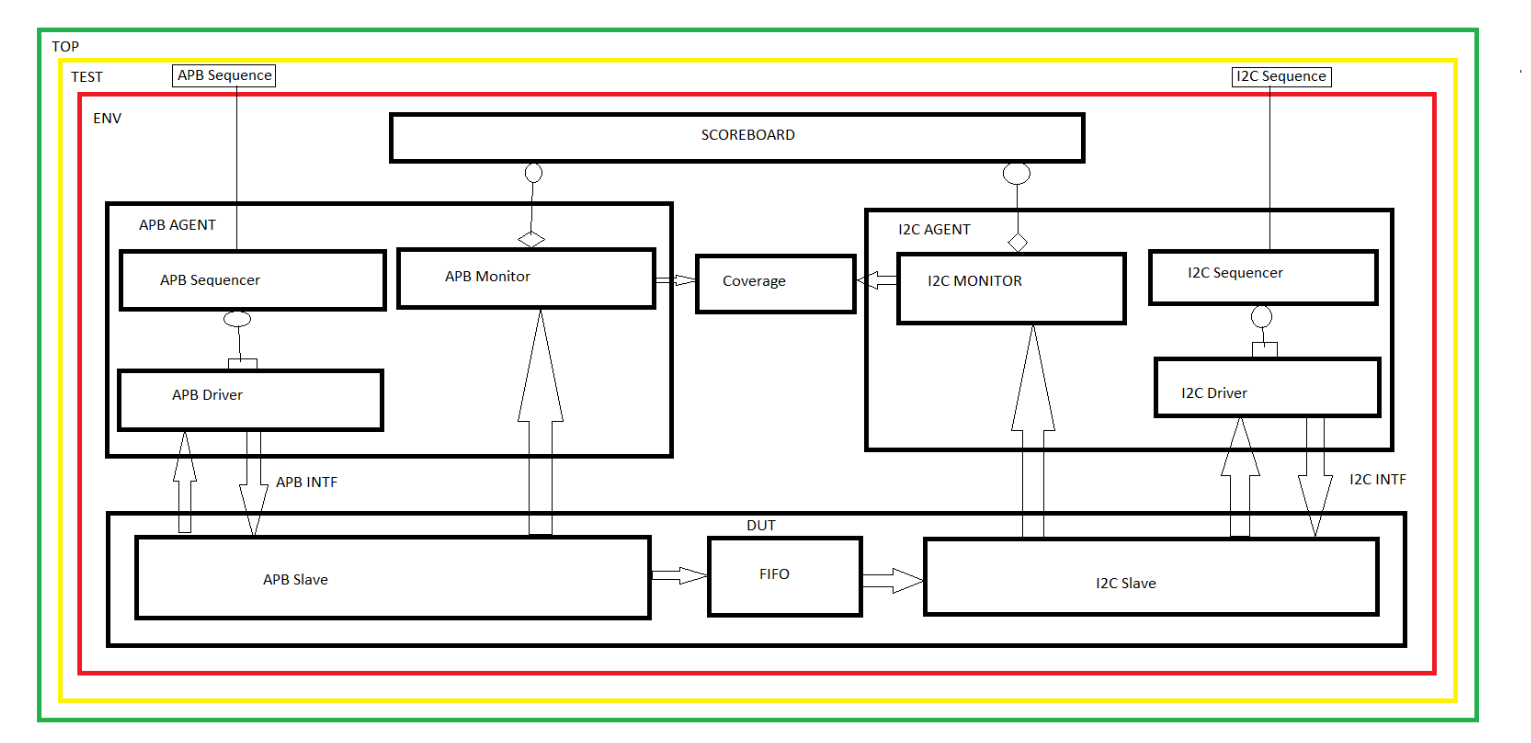 TOP
TEST
APB Sequence
I2C Sequence
ENV
SCOREBOARD
APB AGENT
I2C AGENT
APB Sequencer
APB Monitor
Coverage
I2C MONITOR
I2C Sequencer
APB Driver
I2C Driver
APB INTF
I2C INTF
DUT
APB Slave
FIFO
I2C Slave